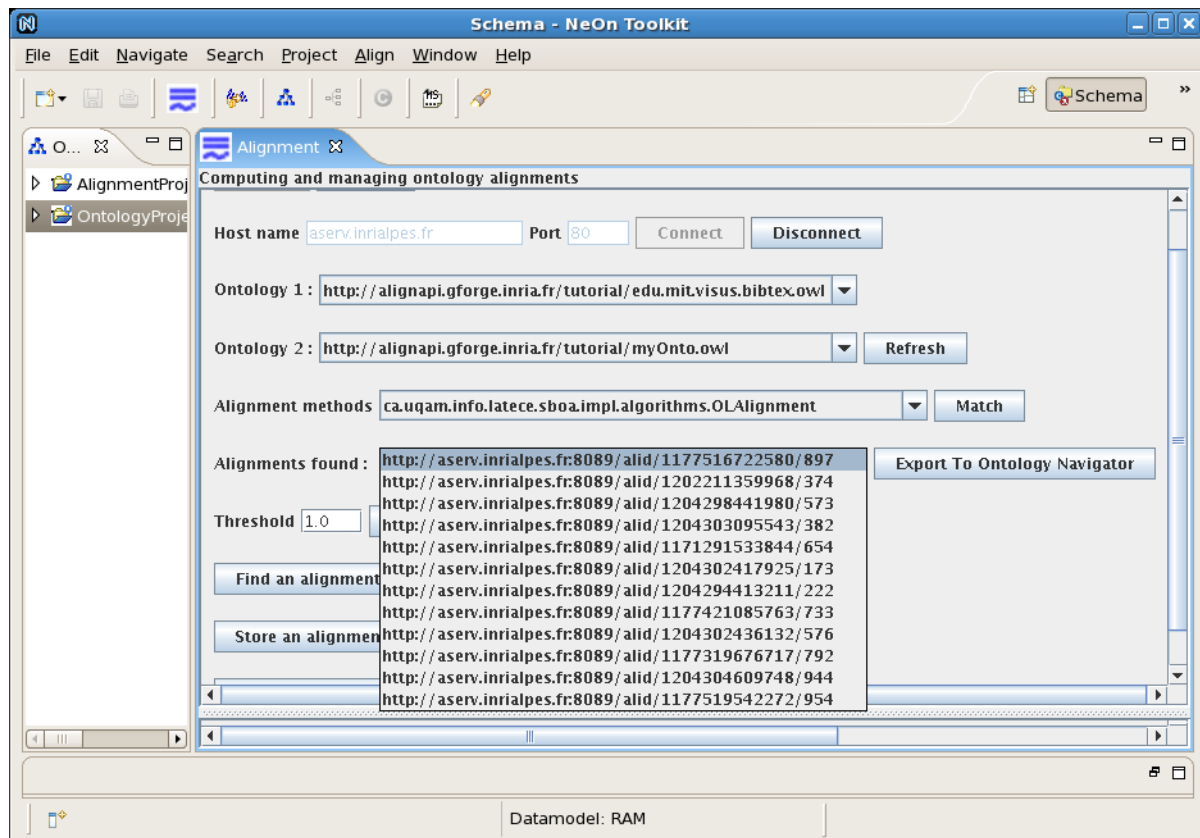 Schema - NeOn Toolkit
File Edit Navigate Search Project Align Window Help
Schema »
O...
Alignment
AlignmentProj
OntologyProje
Computing and managing ontology alignments
Host name aserv.inrialpes.fr Port 80 Connect Disconnect
Ontology 1 : http://alignapi.gforge.inria.fr/tutorial/edu.mit.visus.bibtex.owl
Ontology 2 : http://alignapi.gforge.inria.fr/tutorial/myOnto.owl Refresh
Alignment methods ca.uqam.info.latece.sboa.impl.algorithms.OLAlignment Match
Alignments found : http://aserv.inrialpes.fr:8089/alid/1177516722580/897 Export To Ontology Navigator
http://aserv.inrialpes.fr:8089/alid/1202211359968/374
http://aserv.inrialpes.fr:8089/alid/1204298441980/573
Threshold 1.0 http://aserv.inrialpes.fr:8089/alid/1204303095543/382
http://aserv.inrialpes.fr:8089/alid/1171291533844/654
http://aserv.inrialpes.fr:8089/alid/1204302417925/173
Find an alignment http://aserv.inrialpes.fr:8089/alid/1204294413211/222
http://aserv.inrialpes.fr:8089/alid/1177421085763/733
Store an alignmen http://aserv.inrialpes.fr:8089/alid/1204302436132/576
http://aserv.inrialpes.fr:8089/alid/1177319676717/792
http://aserv.inrialpes.fr:8089/alid/1204304609748/944
http://aserv.inrialpes.fr:8089/alid/1177519542272/954
Datamodel: RAM